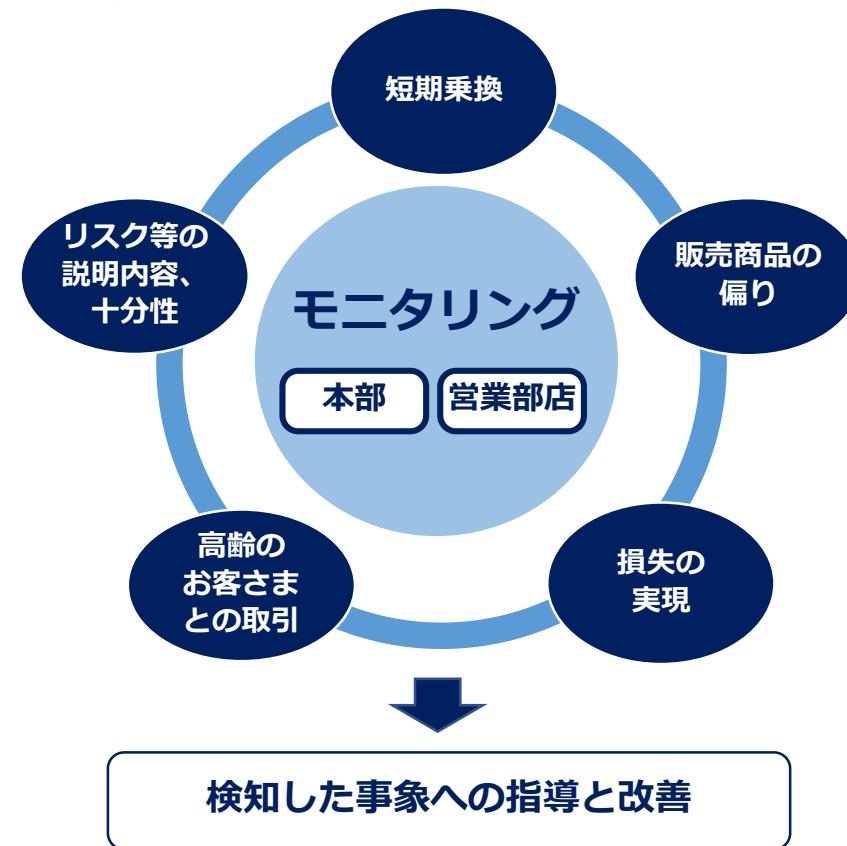 短期乗換
リスク等の
説明内容、
十分性
販売商品の
偏り
モニタリング
本部
営業部店
高齢の
お客さま
との取引
損失の
実現
検知した事象への指導と改善